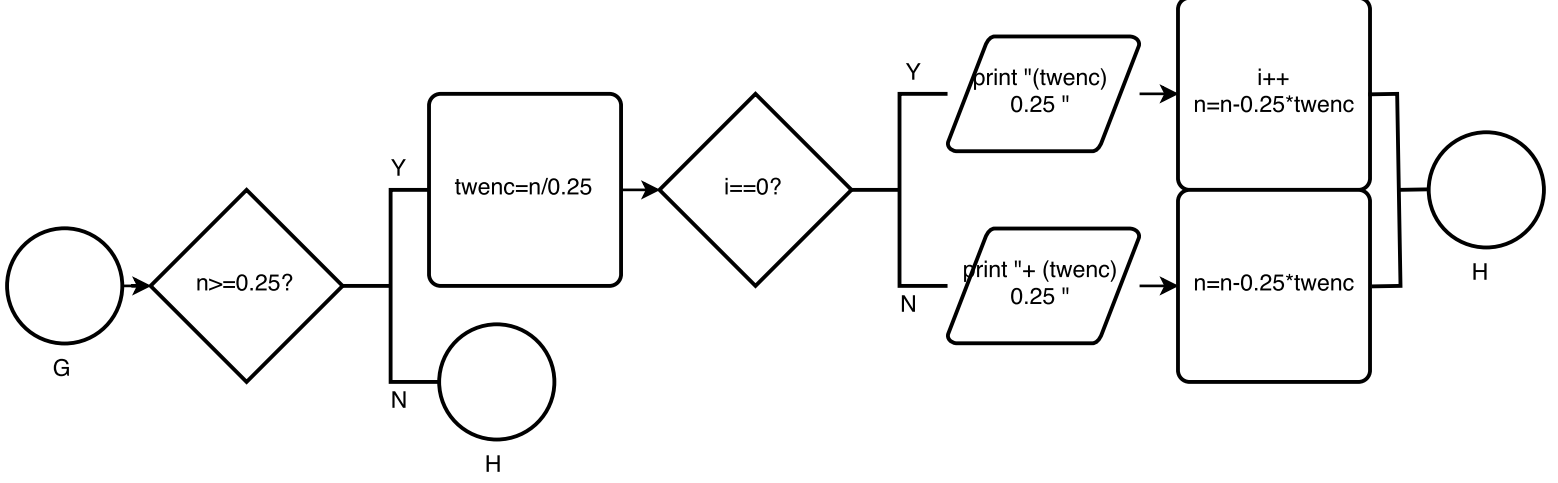 G
n>=0.25?
Y
N
twenc=n/0.25
H
i==0?
Y
N
print "(twenc)
0.25 "
i++
n=n-0.25*twenc
print "+ (twenc)
0.25 "
n=n-0.25*twenc
H